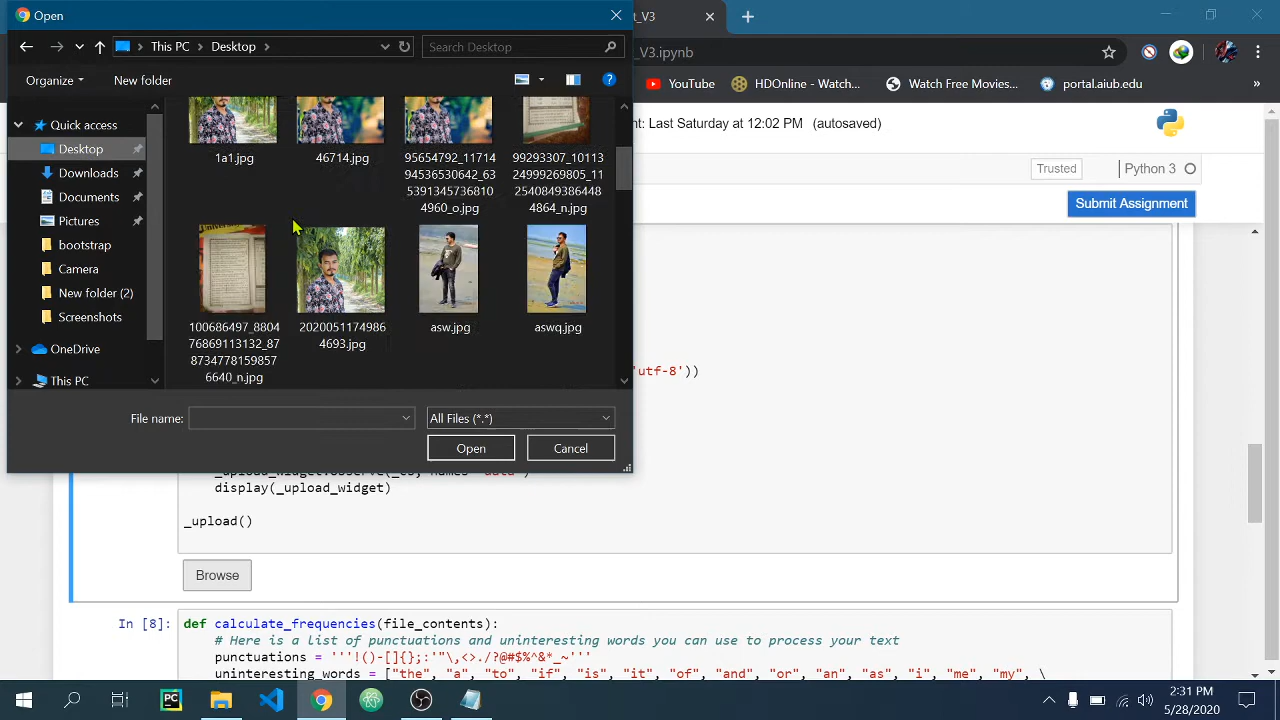 Open
_V3
This PC
Desktop
Search Desktop
_V3.ipynb
Organize
New folder
YouTube
HDOnline - Watch...
Watch Free Movies...
portal.aiub.edu
Quick access
Desktop
Downloads
Documents
Pictures
bootstrap
Camera
New folder (2)
Screenshots
OneDrive
This PC
1a1.jpg
46714.jpg
95654792_11714
94536530642_63
5391345736810
4960_o.jpg
99293307_10113
24999269805_11
2540849386448
4864_n.jpg
100686497_8804
76869113132_87
8734778159857
6640_n.jpg
2020051174986
4693.jpg
asw.jpg
aswq.jpg
File name:
All Files (*.*)
Open
Cancel
nt: Last Saturday at 12:02 PM (autosaved)
Trusted
Python 3
Submit Assignment
'utf-8'))
display(_upload_widget)
_upload()
Browse
In [8]:
def calculate_frequencies(file_contents):
# Here is a list of punctuations and uninteresting words you can use to process your text
punctuations = '''!()-[]{};:'"\,<>./?@#$%^&*_~'''
uninteresting_words = ["the", "a", "to", "if", "is", "it", "of", "and", "or", "an", "as", "i", "me", "my", \
2:31 PM
5/28/2020